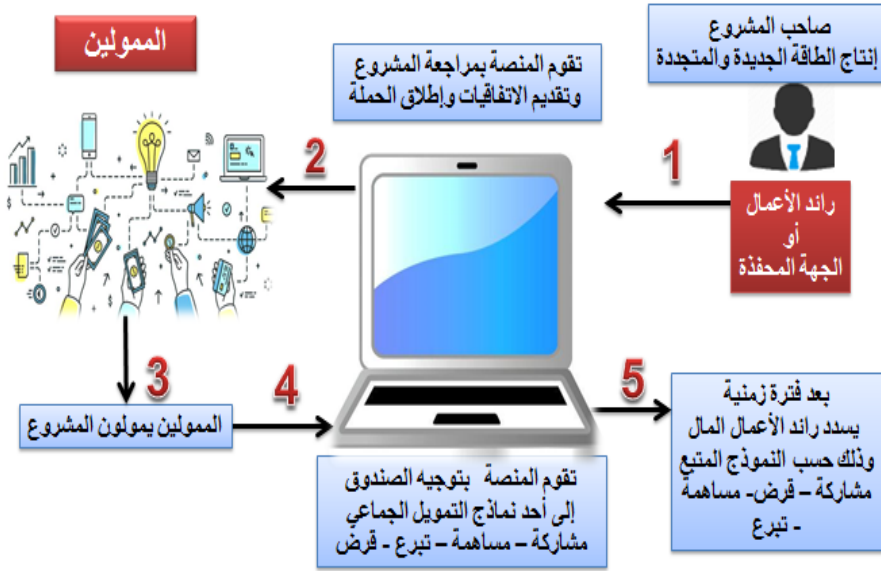 صاحب المشروع
إنتاج الطاقة الجديدة والمتجددة
رائد الأعمال
أو
الجهة المحفذة
1
تقوم المنصة بمراجعة المشروع
وتقديم الاتفاقيات وإطلاق الحملة
2
الممولين
3
الممولين يمولون المشروع
4
تقوم المنصة بتوجيه الصندوق
إلى أحد نماذج التمويل الجماعي
مشاركة – مساهمة – تبرع - قرض
5
بعد فترة زمنية
يسدد رائد الأعمال المال
وذلك حسب النموذج المتبع
مشاركة – قرض- مساهمة
- تبرع